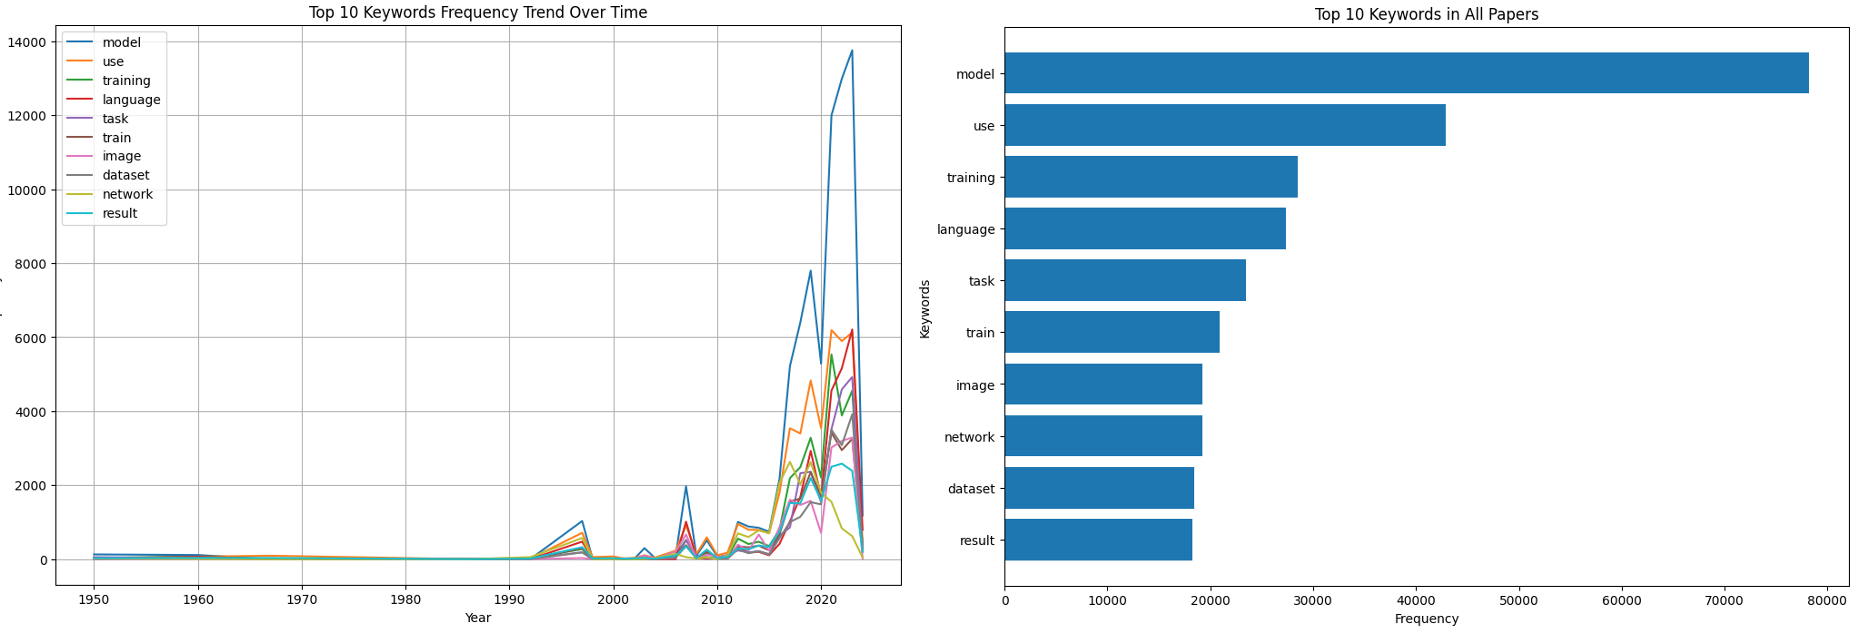 Top 10 Keywords Frequency Trend Over Time
14000
12000
10000
8000
6000
4000
2000
0
model
use
training
language
task
train
image
dataset
network
result
1950
1960
1970
1980
1990
2000
2010
2020
Year
Top 10 Keywords in All Papers
Keywords
model
use
training
language
task
train
image
network
dataset
result
0
10000
20000
30000
40000
50000
60000
70000
80000
Frequency